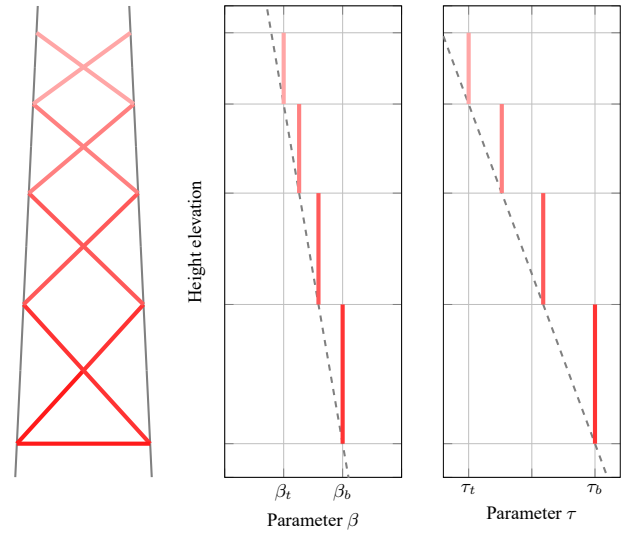 Height elevation
β_t β_b
Parameter β
τ_t τ_b
Parameter τ